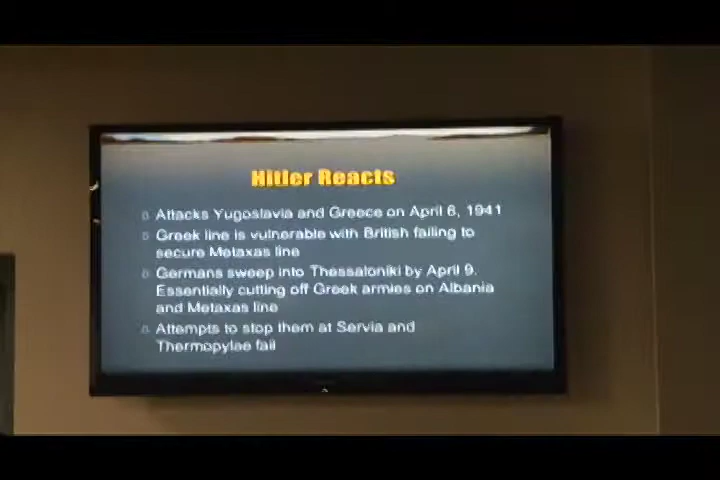 Hitler Reacts
Attacks Yugoslavia and Greece on April 6, 1941
Greek line is vulnerable with British failing to
secure Metaxas line
Germans sweep into Thessaloniki by April 9.
Essentially cutting off Greek armies on Albania
and Metaxas line
Attempts to stop them at Servia and
Thermopylae fail